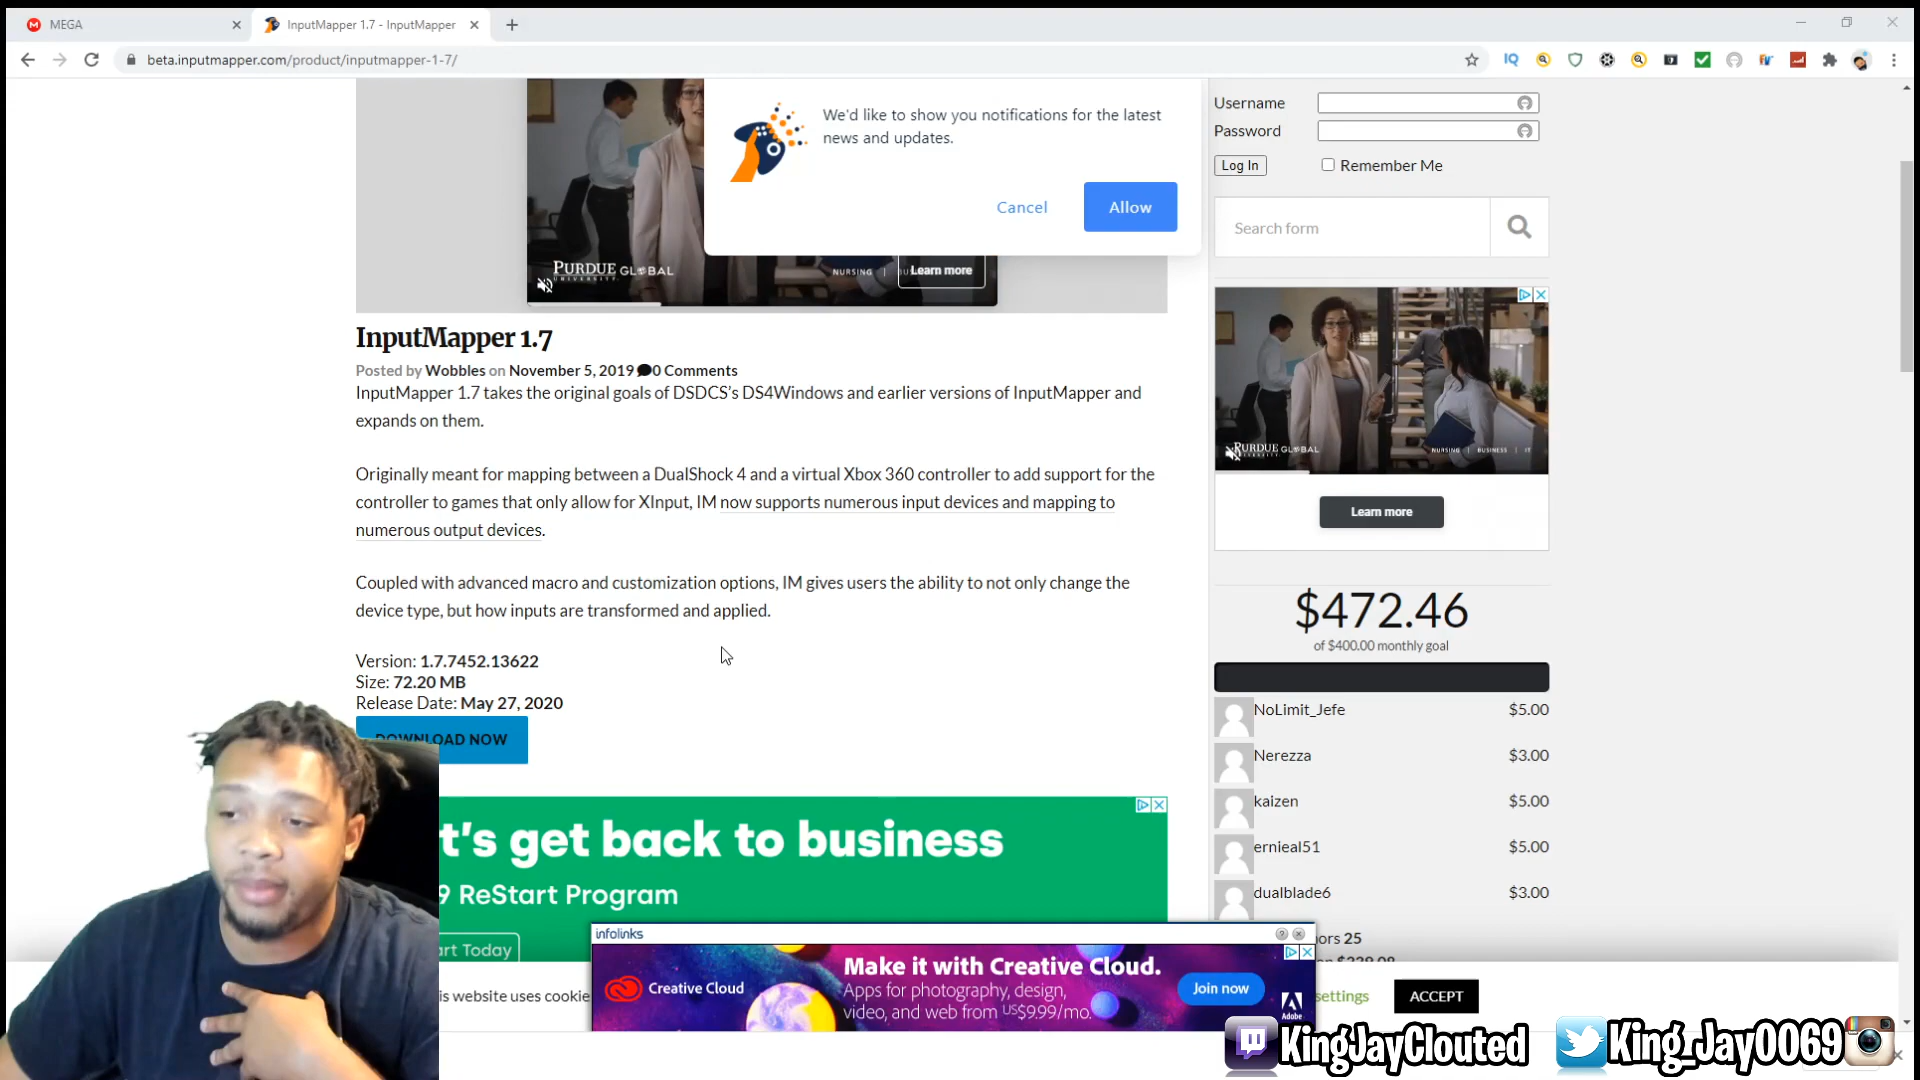 MEGA
InputMapper 1.7 - InputMapper
beta.inputmapper.com/product/inputmapper-1-7/
We'd like to show you notifications for the latest
news and updates.
Cancel
Allow
PURDUE GLOBAL
NURSING
Learn more
InputMapper 1.7
Posted by Wobbles on November 5, 2019 0 Comments
InputMapper 1.7 takes the original goals of DSDCS's DS4Windows and earlier versions of InputMapper and
expands on them.
Originally meant for mapping between a DualShock 4 and a virtual Xbox 360 controller to add support for the
controller to games that only allow for XInput, IM now supports numerous input devices and mapping to
numerous output devices.
Coupled with advanced macro and customization options, IM gives users the ability to not only change the
device type, but how inputs are transformed and applied.
Version: 1.7.7452.13622
Size: 72.20 MB
Release Date: May 27, 2020
DOWNLOAD NOW
t's get back to business
9 ReStart Program
art Today
infolinks
Creative Cloud
Make it with Creative Cloud.
Apps for photography, design,
video, and web from US$9.99/mo.
Join now
Adobe
is website uses cookie
settings
ACCEPT
Username
Password
Log In
Remember Me
Search form
PURDUE GLOBAL
NURSING | BUSINESS | IT
Learn more
$472.46
of $400.00 monthly goal
NoLimit_Jefe $5.00
Nerezza $3.00
kaizen $5.00
ernieal51 $5.00
dualblade6 $3.00
ors 25
KingJayClouted
King_Jay0069